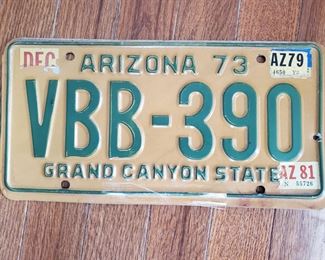 DEC
ARIZONA 73
AZ79
VBB-390
GRAND CANYON STATE
AZ 81